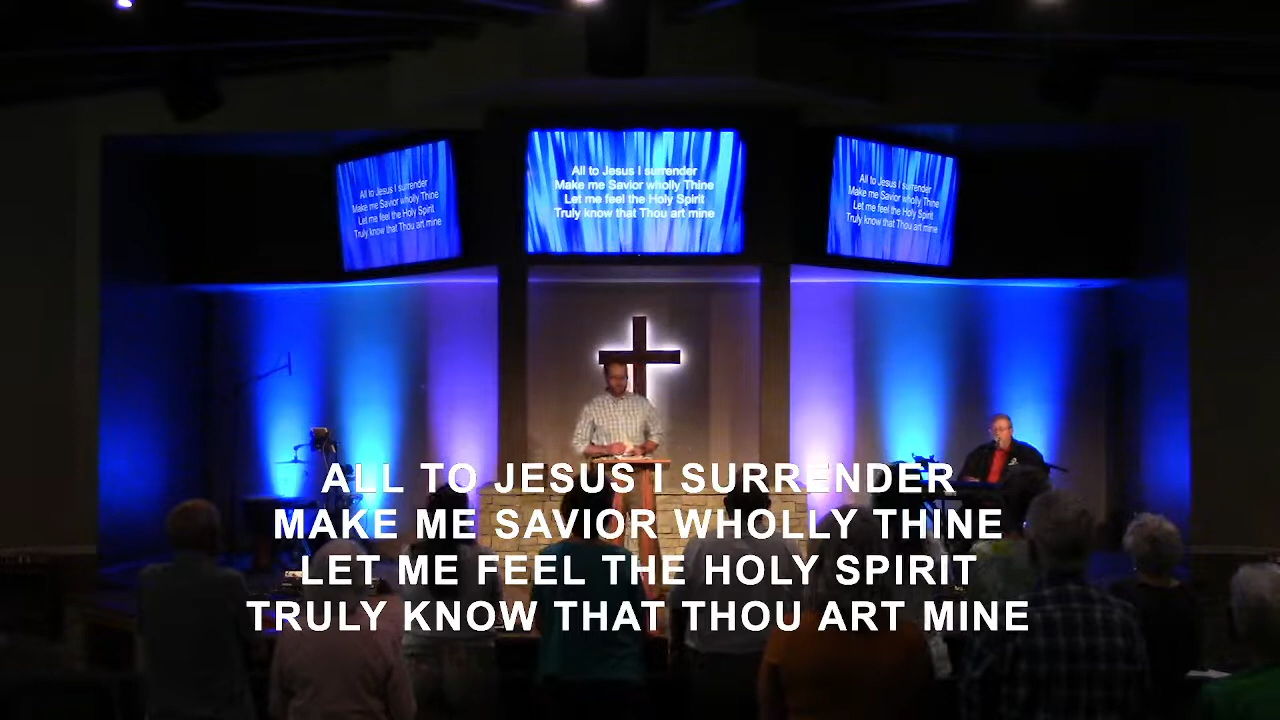 All to Jesus I surrender
Make me Savior wholly Thine
Let me feel the Holy Spirit
Truly know that Thou art mine
All to Jesus I surrender
Make me Savior wholly Thine
Let me feel the Holy Spirit
Truly know that Thou art mine
All to Jesus I surrender
Make me Savior wholly Thine
Let me feel the Holy Spirit
Truly know that Thou art mine
ALL TO JESUS I SURRENDER
MAKE ME SAVIOR WHOLLY THINE
LET ME FEEL THE HOLY SPIRIT
TRULY KNOW THAT THOU ART MINE